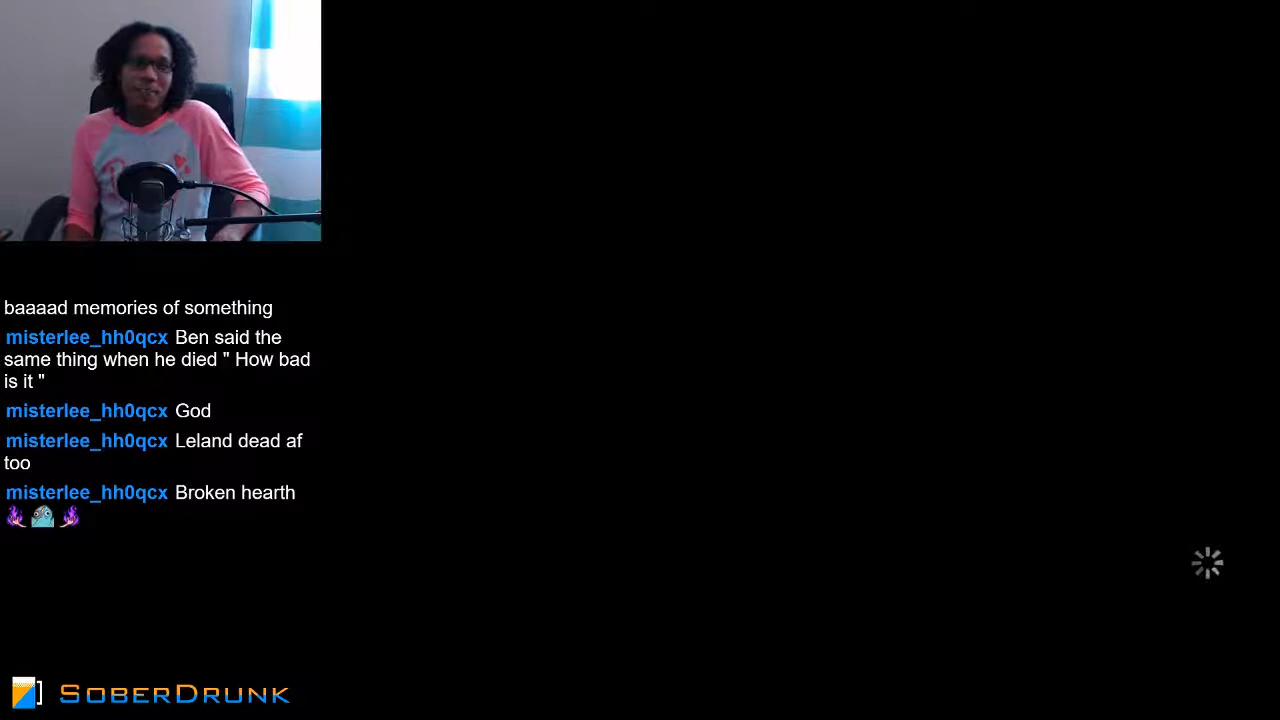 baaaad memories of something
misterlee_hh0qcx Ben said the
same thing when he died " How bad
is it "
misterlee_hh0qcx God
misterlee_hh0qcx Leland dead af
too
misterlee_hh0qcx Broken hearth
SOBERDRUNK